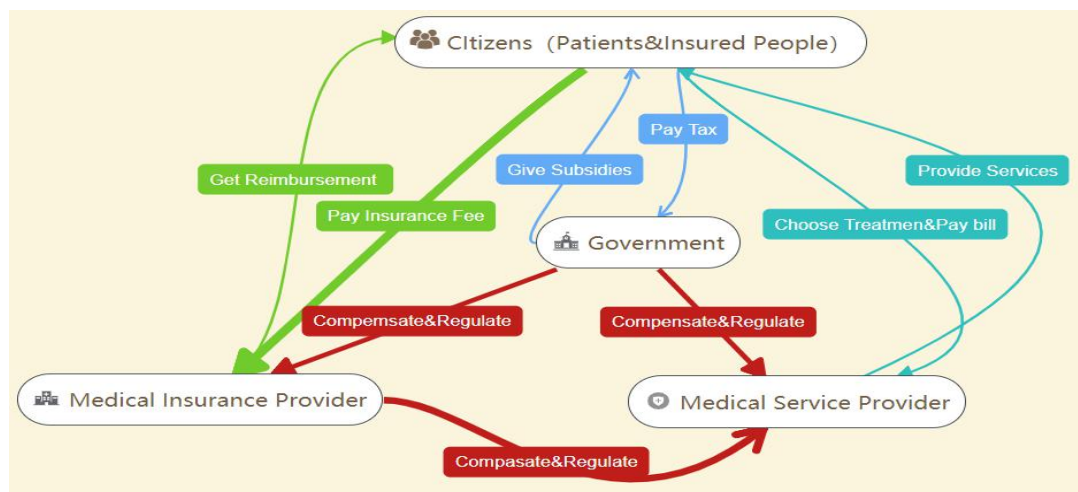 CItizens (Patients&Insured People)
Pay Tax
Give Subsidies
Provide Services
Get Reimbursement
Pay Insurance Fee
Choose Treatmen&Pay bill
Government
Compemsate&Regulate
Compensate&Regulate
Medical Insurance Provider
Medical Service Provider
Compasate&Regulate